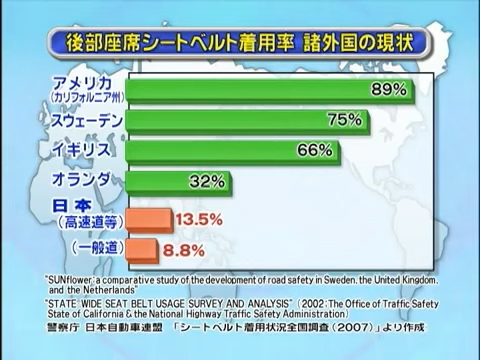 後部座席シートベルト着用率 諸外国の現状
アメリカ
(カリフォルニア州)
89%
スウェーデン
75%
イギリス
66%
オランダ
32%
日本
(高速道等)
13.5%
(一般道)
8.8%
"SUNflower:a comparative study of the development of road safety in Sweden, the United Kingdom,
and the Netherlands"
"STATE WIDE SEAT BELT USAGE SURVEY AND ANALYSIS" (2002:The Office of Traffic Safety
State of California & the National Highway Traffic Safety Administration)
警察庁 日本自動車連盟 「シートベルト着用状況全国調査(2007)」より作成